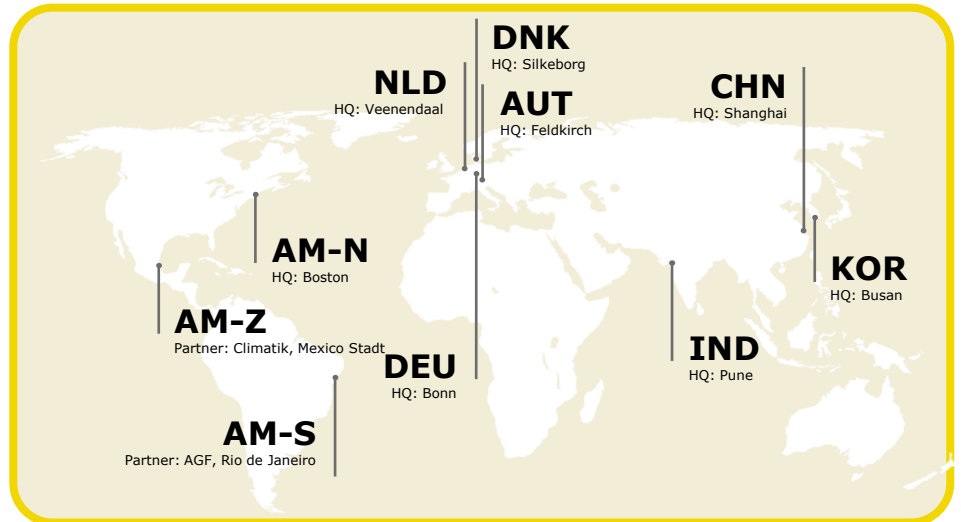 DNK
HQ: Silkeborg
NLD
HQ: Veenendaal
AUT
HQ: Feldkirch
CHN
HQ: Shanghai
AM-N
HQ: Boston
KOR
HQ: Busan
AM-Z
Partner: Climatik, Mexico Stadt
IND
HQ: Pune
DEU
HQ: Bonn
AM-S
Partner: AGF, Rio de Janeiro